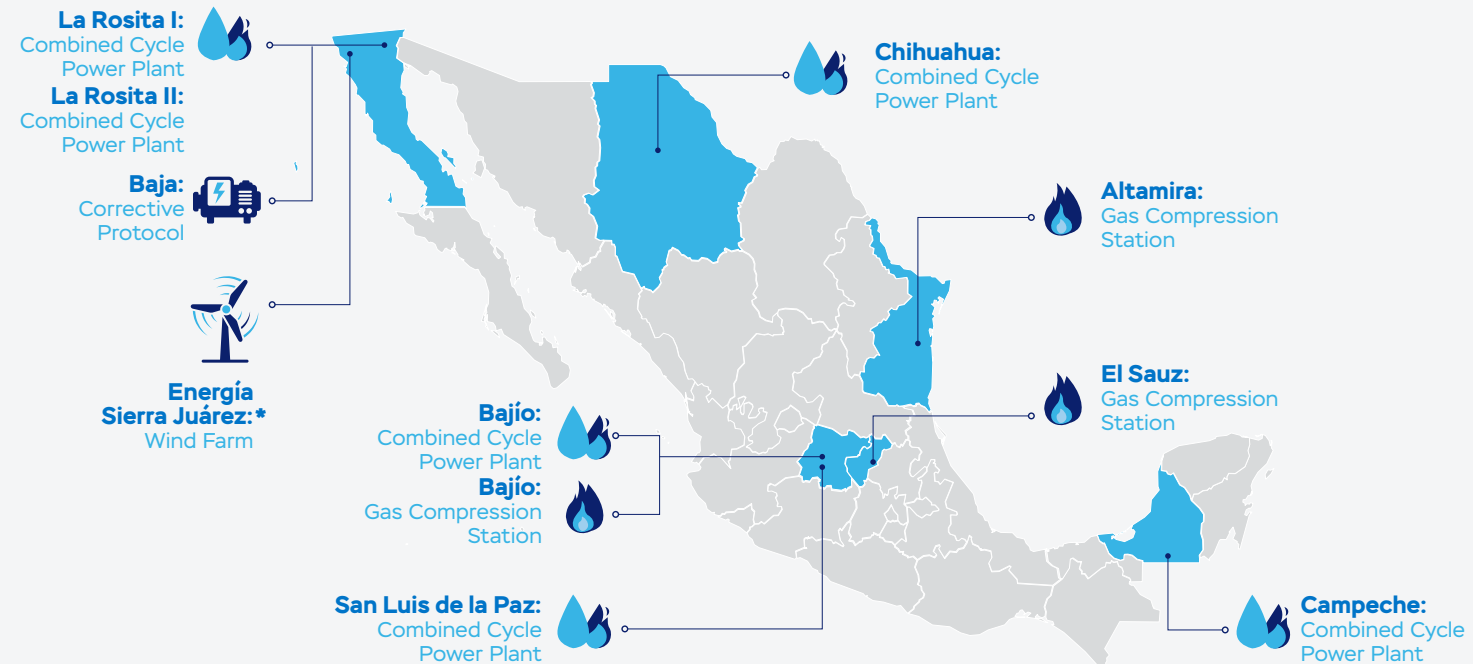 La Rosita I:
Combined Cycle
Power Plant
La Rosita II:
Combined Cycle
Power Plant
Baja:
Corrective
Protocol
Energía
Sierra Juárez:*
Wind Farm
Chihuahua:
Combined Cycle
Power Plant
Altamira:
Gas Compression
Station
El Sauz:
Gas Compression
Station
Bajío:
Combined Cycle
Power Plant
Bajío:
Gas Compression
Station
San Luis de la Paz:
Combined Cycle
Power Plant
Campeche:
Combined Cycle
Power Plant